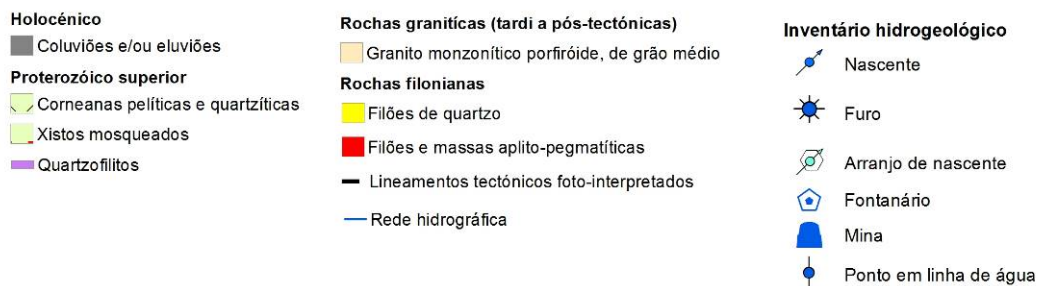 Holocénico
Coluviões e/ou eluviões
Proterozóico superior
Corneanas pelíticas e quartzíticas
Xistos mosqueados
Quartzofilitos
Rochas granitícas (tardi a pós-tectónicas)
Granito monzonítico porfiróide, de grão médio
Rochas filonianas
Filões de quartzo
Filões e massas aplito-pegmatíticas
Lineamentos tectónicos foto-interpretados
Rede hidrográfica
Inventário hidrogeológico
Nascente
Furo
Arranjo de nascente
Fontanário
Mina
Ponto em linha de água